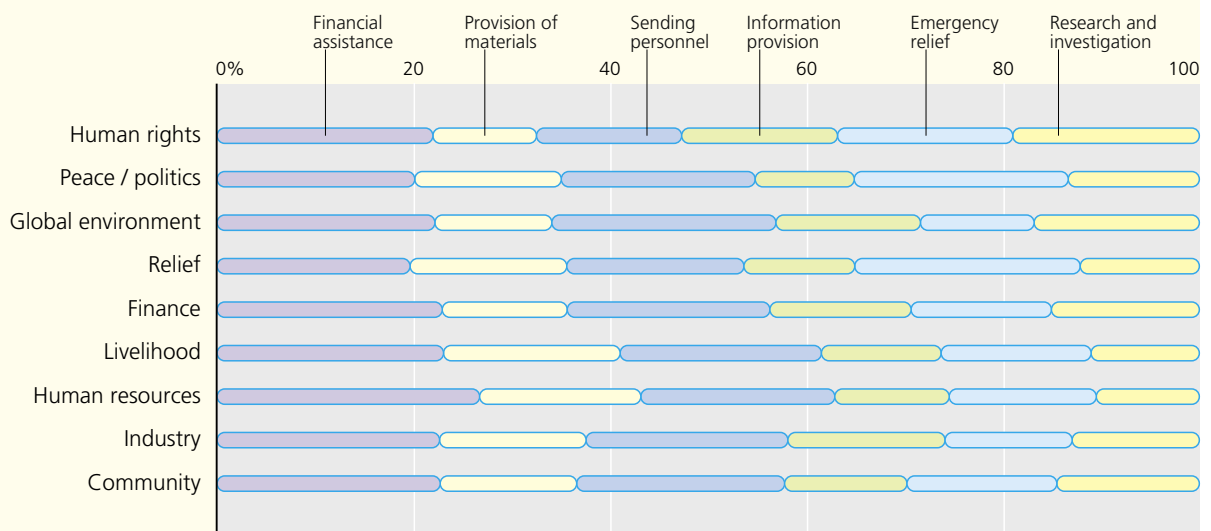 Financial
assistance
Provision of
materials
Sending
personnel
Information
provision
Emergency
relief
Research and
investigation
0% 20 40 60 80 100
Human rights
Peace / politics
Global environment
Relief
Finance
Livelihood
Human resources
Industry
Community